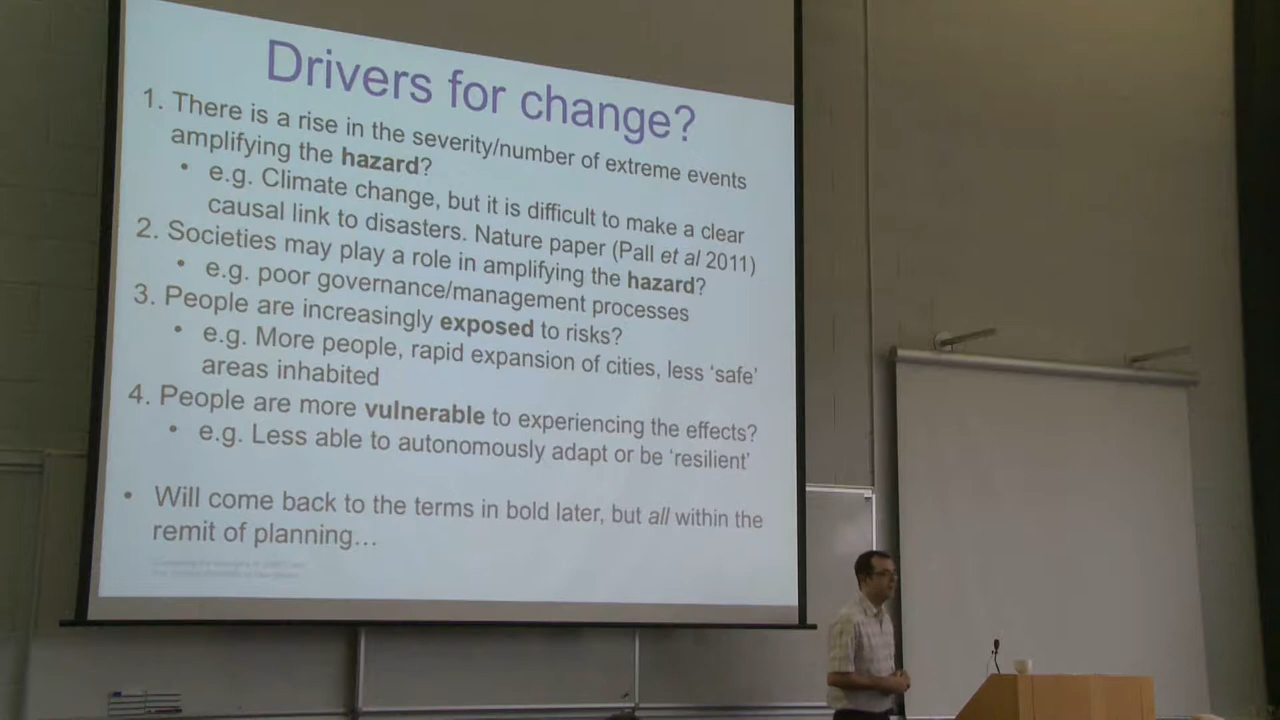 Drivers for change?
1. There is a rise in the severity/number of extreme events
amplifying the hazard?
• e.g. Climate change, but it is difficult to make a clear
causal link to disasters. Nature paper (Pall et al 2011)
2. Societies may play a role in amplifying the hazard?
• e.g. poor governance/management processes
3. People are increasingly exposed to risks?
• e.g. More people, rapid expansion of cities, less ‘safe’
areas inhabited
4. People are more vulnerable to experiencing the effects?
• e.g. Less able to autonomously adapt or be ‘resilient’
• Will come back to the terms in bold later, but all within the
remit of planning…